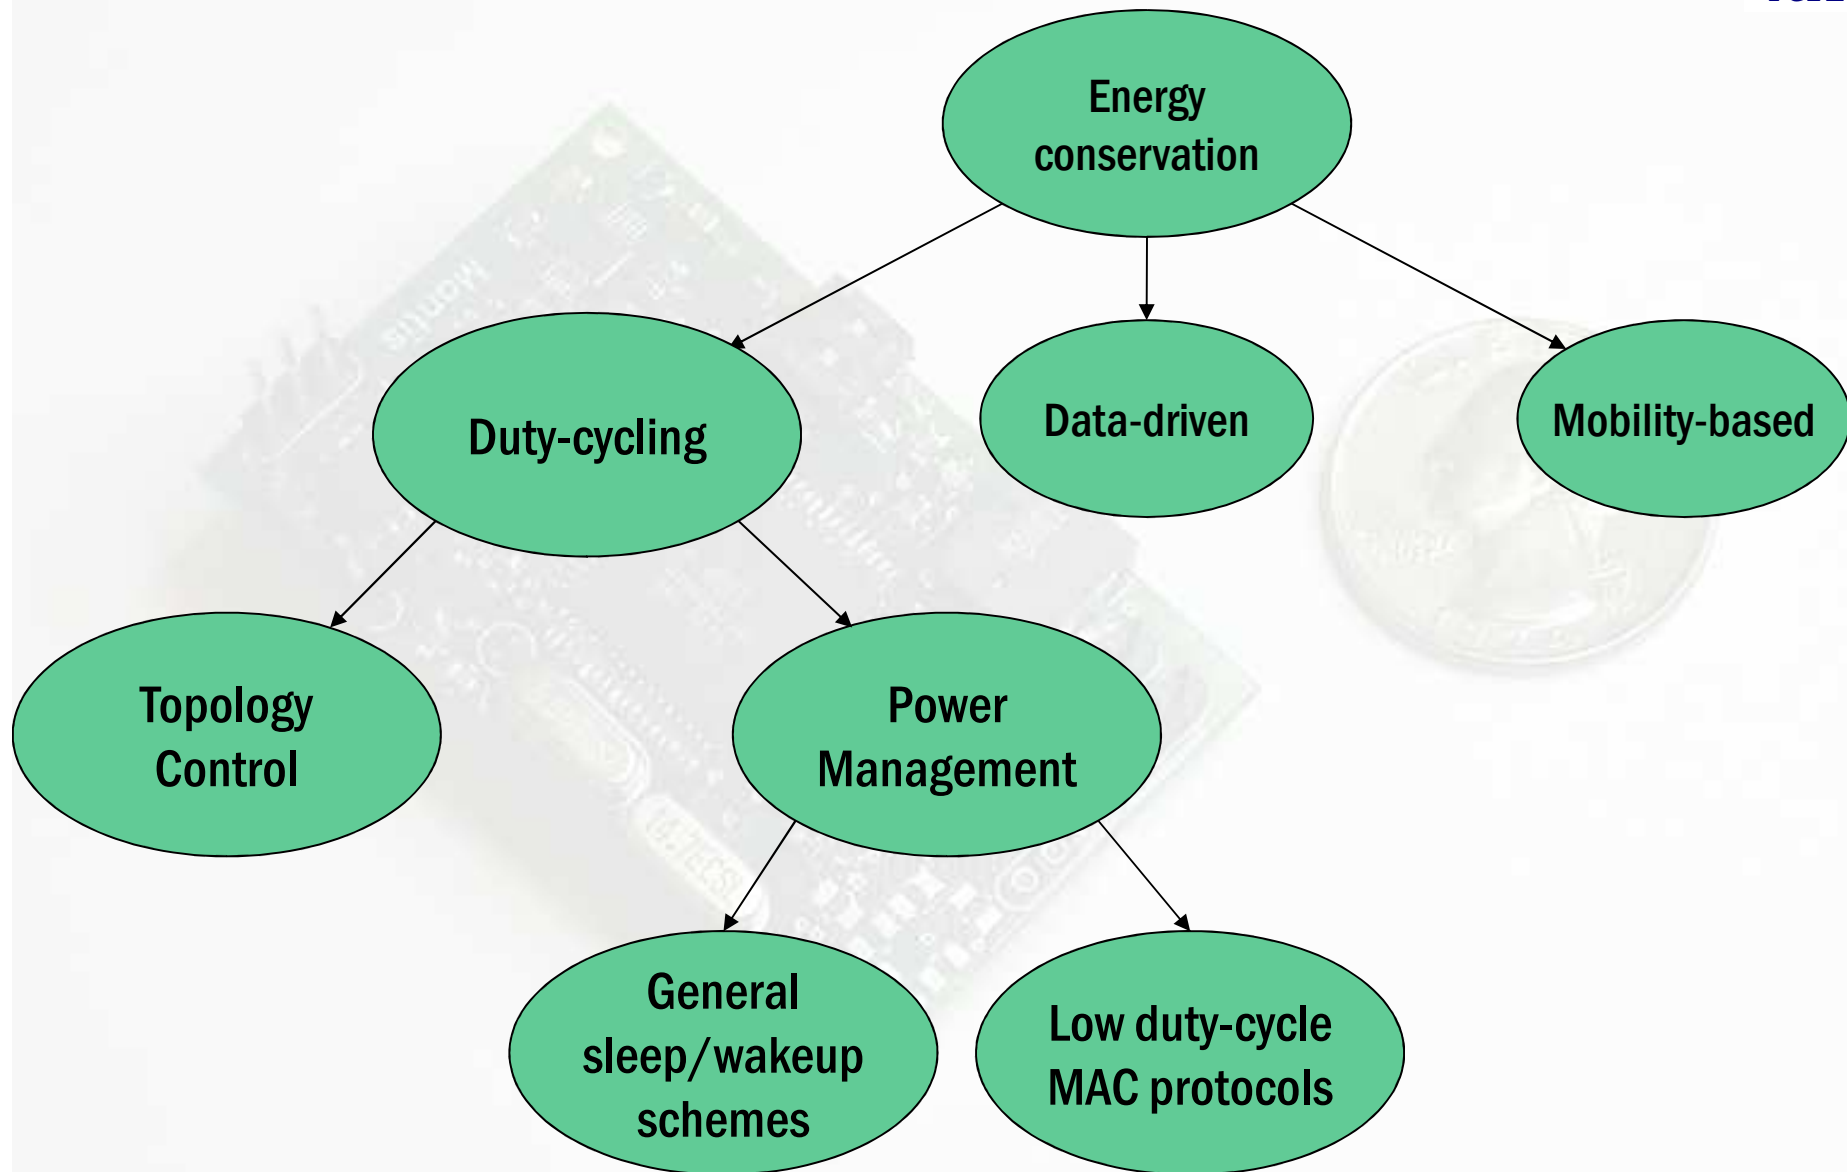 Energy
conservation
Duty-cycling
Data-driven
Mobility-based
Topology
Control
Power
Management
General
sleep/wakeup
schemes
Low duty-cycle
MAC protocols
Mantis